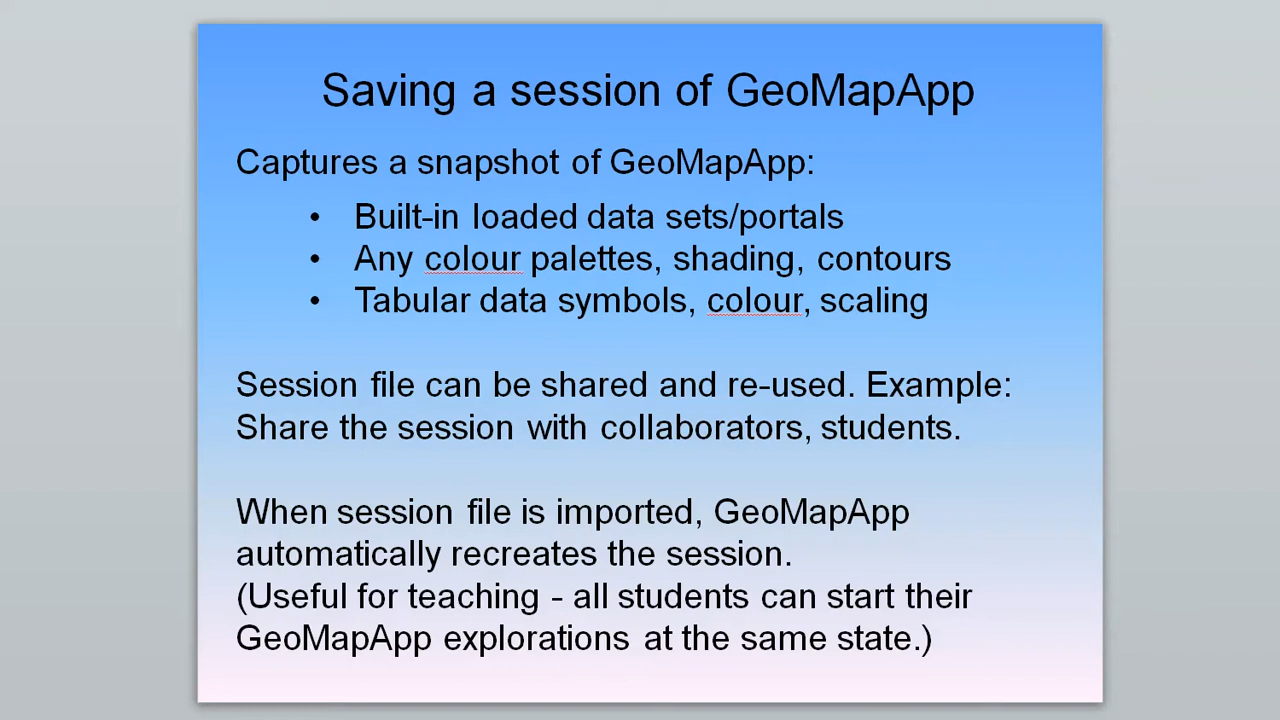 Saving a session of GeoMapApp
Captures a snapshot of GeoMapApp:
• Built-in loaded data sets/portals
• Any colour palettes, shading, contours
• Tabular data symbols, colour, scaling
Session file can be shared and re-used. Example:
Share the session with collaborators, students.
When session file is imported, GeoMapApp
automatically recreates the session.
(Useful for teaching - all students can start their
GeoMapApp explorations at the same state.)